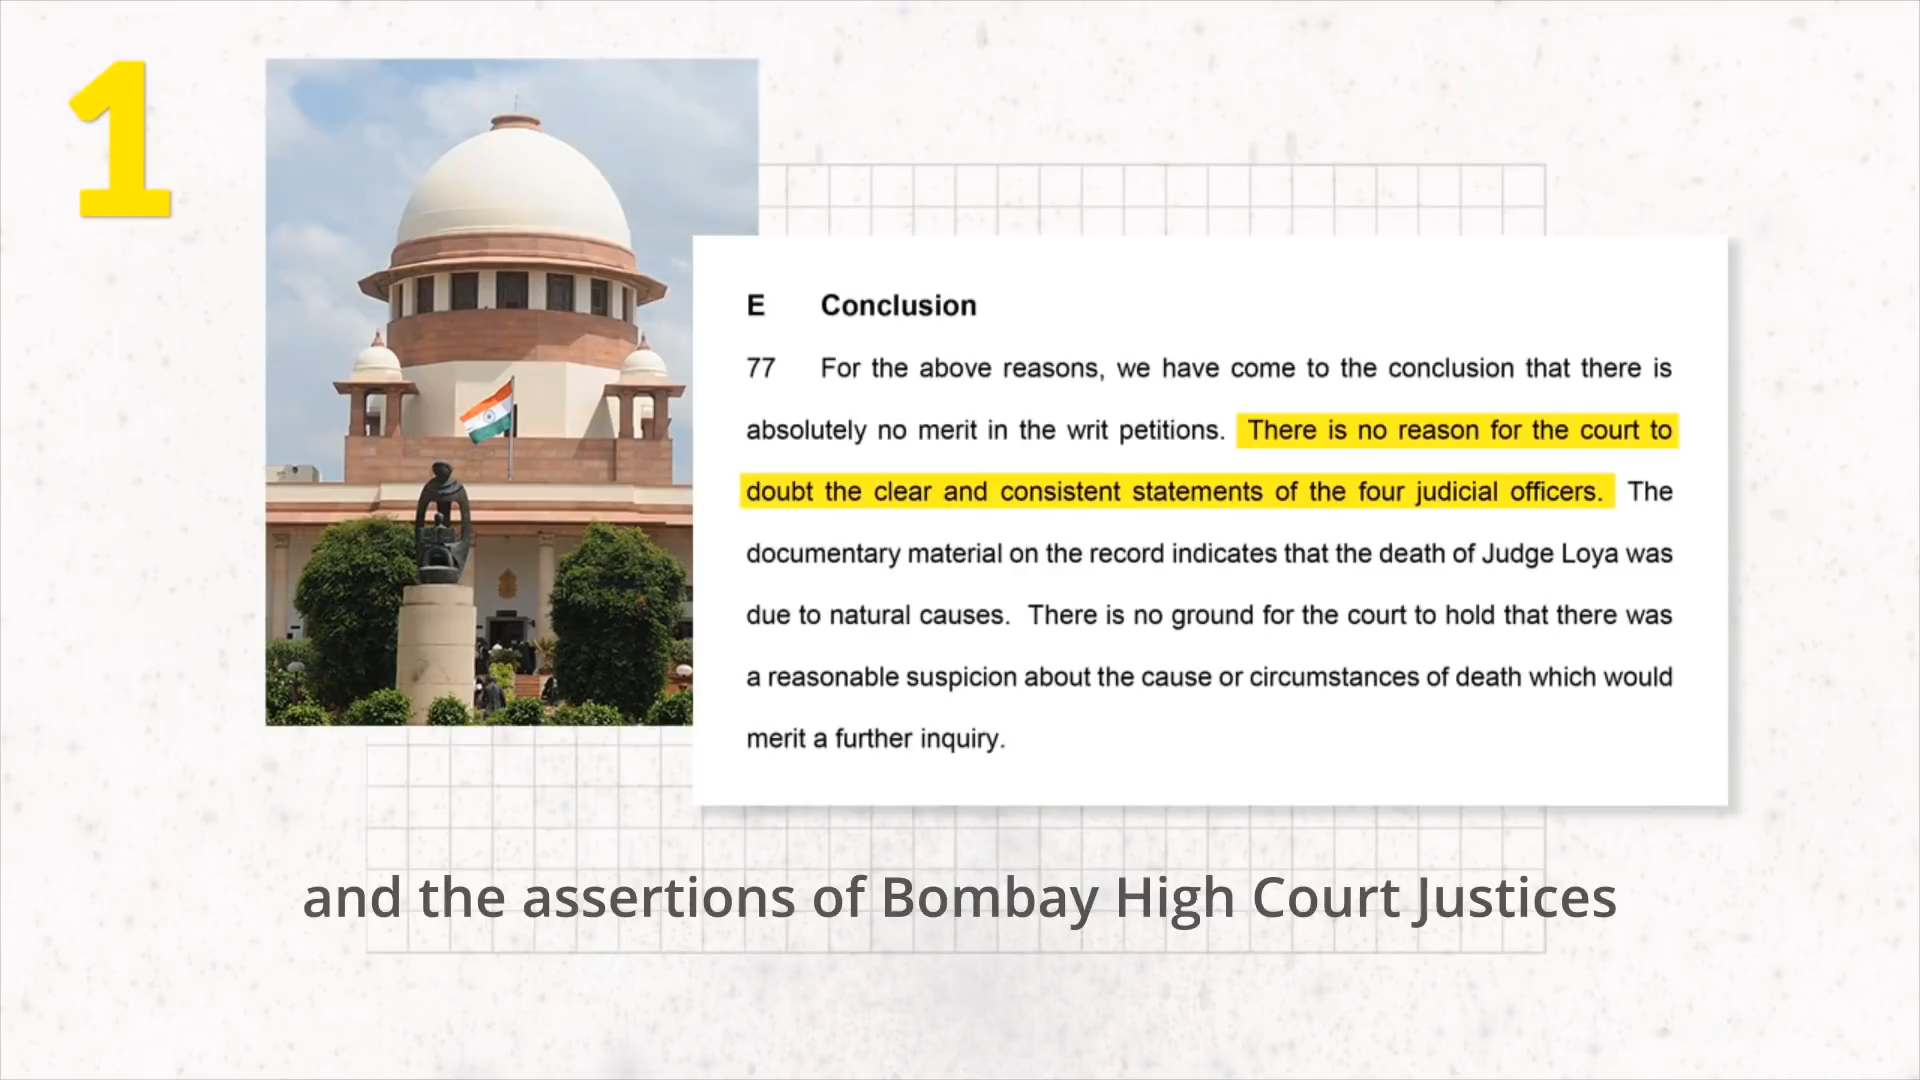 1
E Conclusion
77 For the above reasons, we have come to the conclusion that there is
absolutely no merit in the writ petitions. There is no reason for the court to
doubt the clear and consistent statements of the four judicial officers. The
documentary material on the record indicates that the death of Judge Loya was
due to natural causes. There is no ground for the court to hold that there was
a reasonable suspicion about the cause or circumstances of death which would
merit a further inquiry.
and the assertions of Bombay High Court Justices